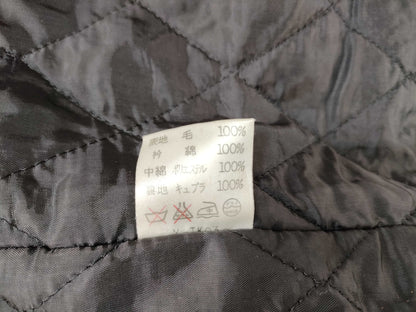 表地 毛 100%
衿 綿 100%
中綿 ポリエステル 100%
裏地 キュプラ 100%